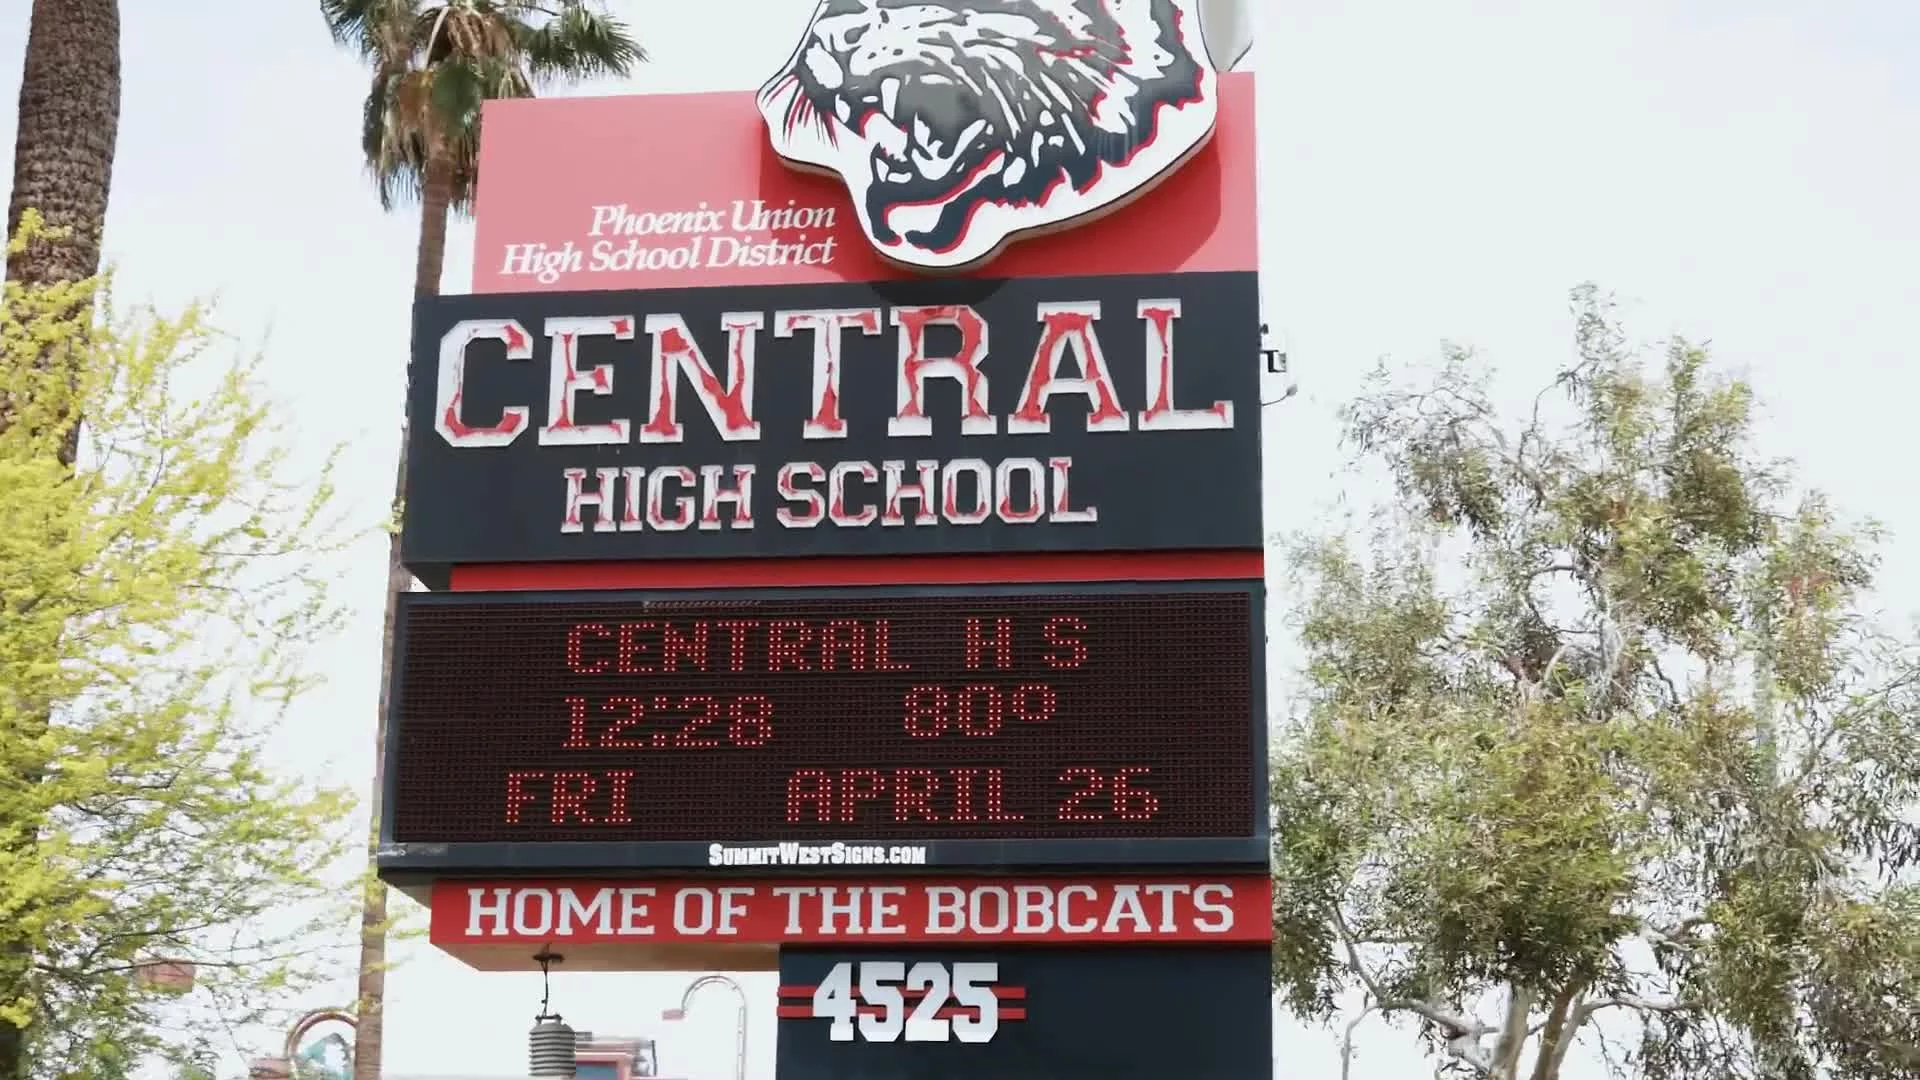 Phoenix Union
High School District
CENTRAL
HIGH SCHOOL
CENTRAL H S
12:28 80°
FRI APRIL 26
SUMMITWESTSIGNS.COM
HOME OF THE BOBCATS
4525